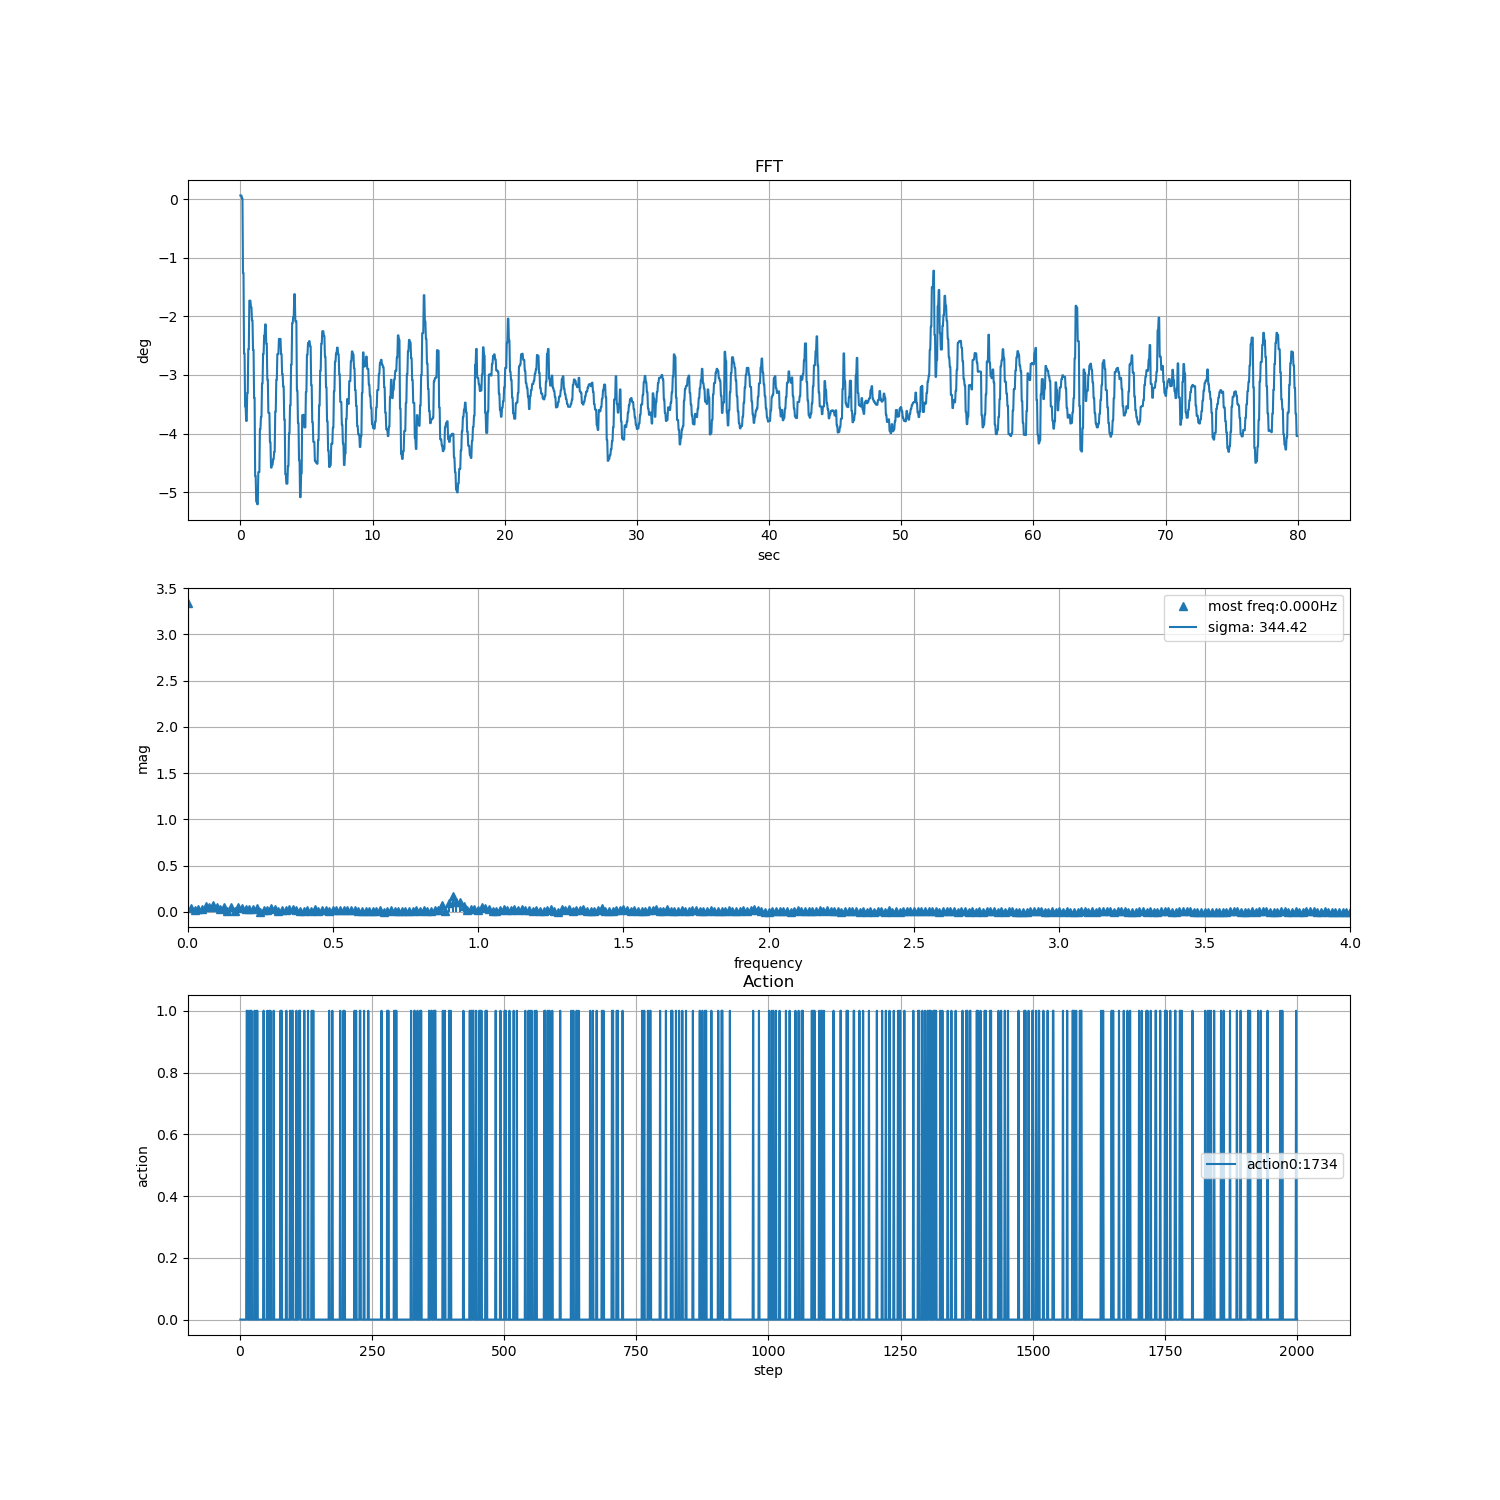 FFT
0
−1
−2
−3
−4
−5
deg
0 10 20 30 40 50 60 70 80
sec
3.5
3.0
2.5
2.0
1.5
1.0
0.5
0.0
mag
most freq:0.000Hz
sigma: 344.42
0.0 0.5 1.0 1.5 2.0 2.5 3.0 3.5 4.0
frequency
Action
1.0
0.8
0.6
0.4
0.2
0.0
action
action0:1734
0 250 500 750 1000 1250 1500 1750 2000
step